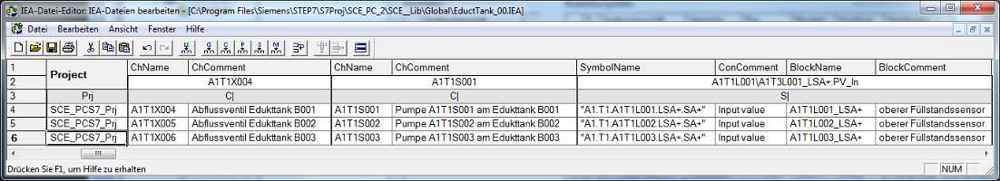 IEA-Datei-Editor: IEA-Dateien bearbeiten - [C:\Program Files\Siemens\STEP7\S7Proj\SCE_PC_2\SCE__Lib\Global\EductTank_00.IEA]
Datei Bearbeiten Ansicht Fenster Hilfe
1 Project ChName ChComment ChName ChComment SymbolName ConComment BlockName BlockComment
2 A1T1X004 A1T1S001 A1T1L001\A1T3L001_LSA+.PV_In
3 Prj C| C| S|
4 SCE_PCS7_Prj A1T1X004 Abflussventil Edukttank B001 A1T1S001 Pumpe A1T1S001 am Edukttank B001 "A1.T1.A1T1L001.LSA+.SA+" Input value A1T1L001_LSA+ oberer Füllstandssensor
5 SCE_PCS7_Prj A1T1X005 Abflussventil Edukttank B002 A1T1S002 Pumpe A1T1S002 am Edukttank B002 "A1.T1.A1T1L002.LSA+.SA+" Input value A1T1L002_LSA+ oberer Füllstandssensor
6 SCE_PCS7_Prj A1T1X006 Abflussventil Edukttank B003 A1T1S003 Pumpe A1T1S003 am Edukttank B003 "A1.T1.A1T1L003.LSA+.SA+" Input value A1T1L003_LSA+ oberer Füllstandssensor
Drücken Sie F1, um Hilfe zu erhalten NUM